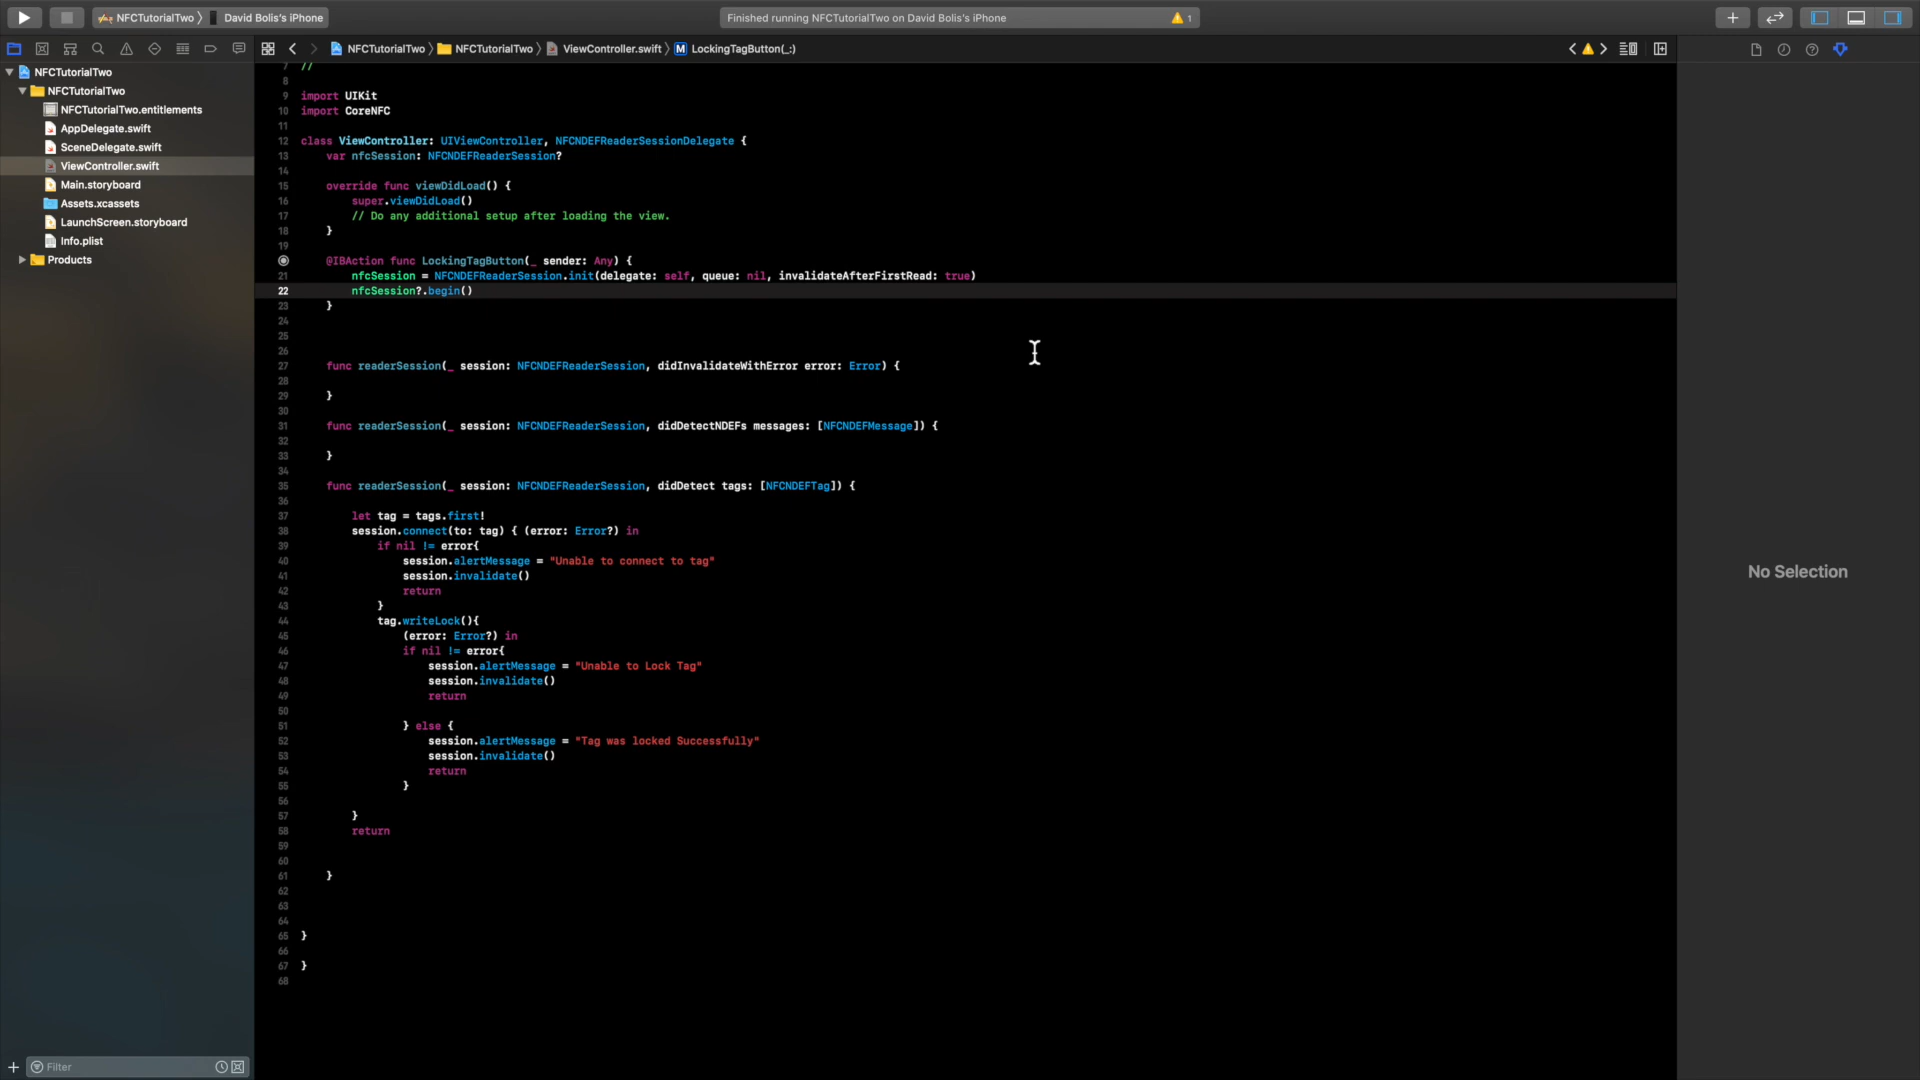 NFCTutorialTwo 〉 David Bolis's iPhone
Finished running NFCTutorialTwo on David Bolis's iPhone 1
NFCTutorialTwo 〉 NFCTutorialTwo 〉 ViewController.swift 〉 M LockingTagButton(_:)
NFCTutorialTwo
NFCTutorialTwo
NFCTutorialTwo.entitlements
AppDelegate.swift
SceneDelegate.swift
ViewController.swift
Main.storyboard
Assets.xcassets
LaunchScreen.storyboard
Info.plist
Products
Filter
7 //
8
9 import UIKit
10 import CoreNFC
11
12 class ViewController: UIViewController, NFCNDEFReaderSessionDelegate {
13 var nfcSession: NFCNDEFReaderSession?
14
15 override func viewDidLoad() {
16 super.viewDidLoad()
17 // Do any additional setup after loading the view.
18 }
19
@IBAction func LockingTagButton(_ sender: Any) {
21 nfcSession = NFCNDEFReaderSession.init(delegate: self, queue: nil, invalidateAfterFirstRead: true)
22 nfcSession?.begin()
23 }
24
25
26
27 func readerSession(_ session: NFCNDEFReaderSession, didInvalidateWithError error: Error) {
28
29 }
30
31 func readerSession(_ session: NFCNDEFReaderSession, didDetectNDEFs messages: [NFCNDEFMessage]) {
32
33 }
34
35 func readerSession(_ session: NFCNDEFReaderSession, didDetect tags: [NFCNDEFTag]) {
36
37 let tag = tags.first!
38 session.connect(to: tag) { (error: Error?) in
39 if nil != error{
40 session.alertMessage = "Unable to connect to tag"
41 session.invalidate()
42 return
43 }
44 tag.writeLock(){
45 (error: Error?) in
46 if nil != error{
47 session.alertMessage = "Unable to Lock Tag"
48 session.invalidate()
49 return
50
51 } else {
52 session.alertMessage = "Tag was locked Successfully"
53 session.invalidate()
54 return
55 }
56
57 }
58 return
59
60
61 }
62
63
64
65 }
66
67 }
68
No Selection